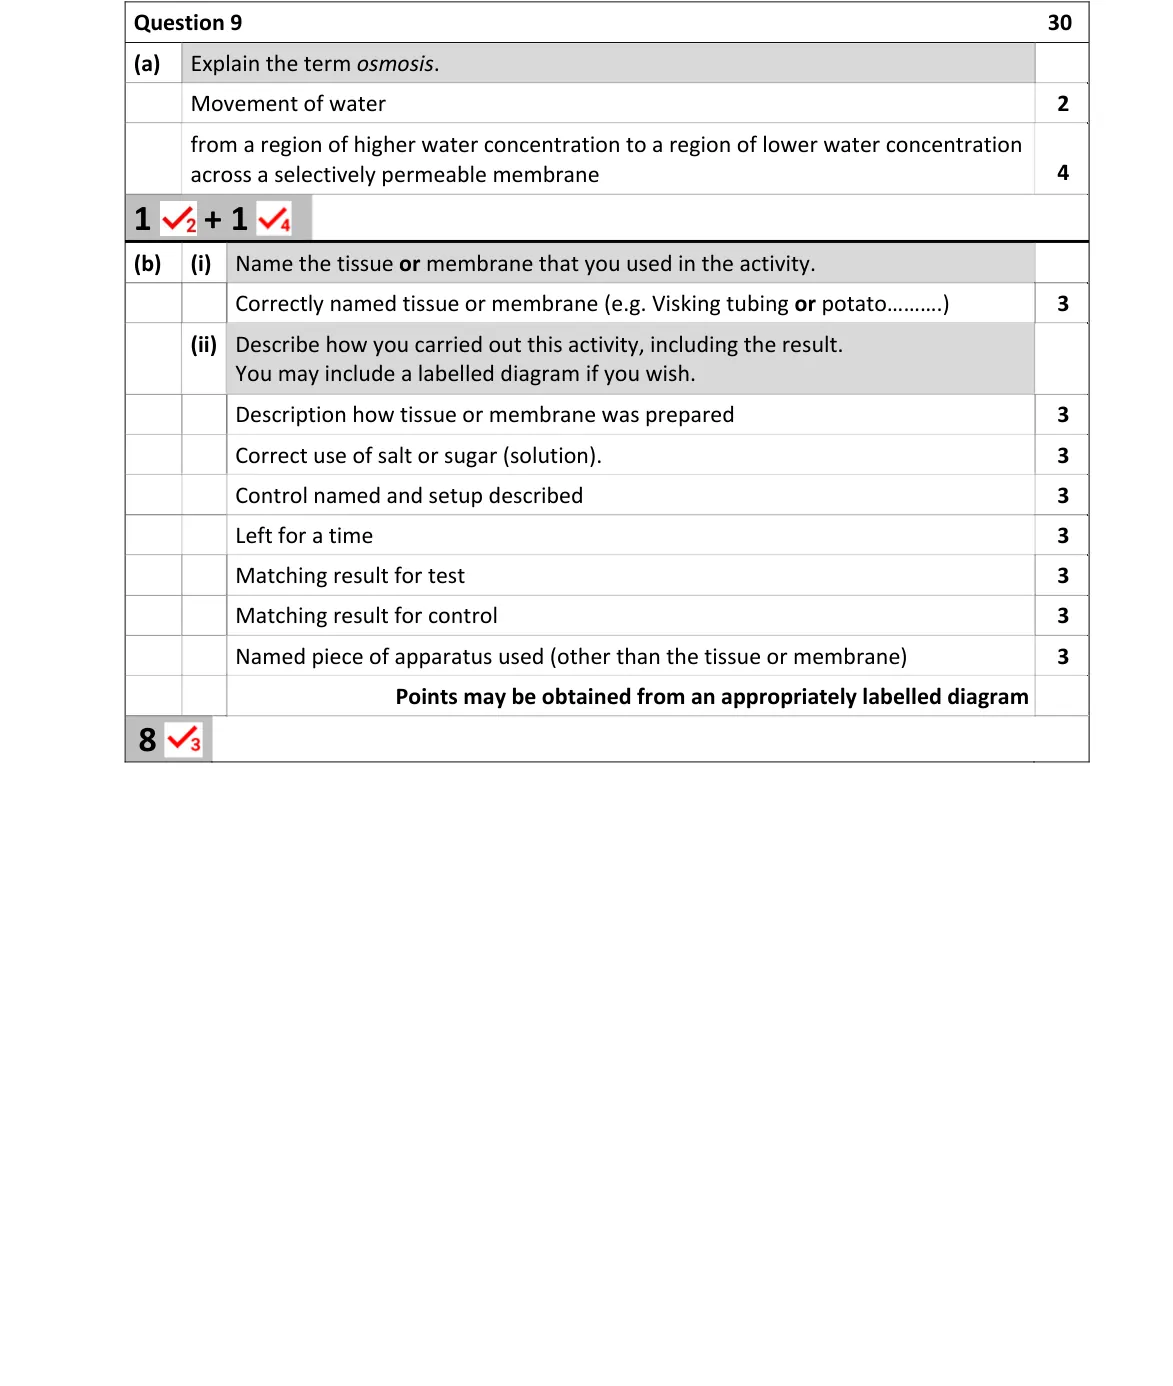 Question 9 30
(a) Explain the term osmosis.
Movement of water 2
from a region of higher water concentration to a region of lower water concentration
across a selectively permeable membrane 4
1 ✓2 + 1 ✓4
(b) (i) Name the tissue or membrane that you used in the activity.
Correctly named tissue or membrane (e.g. Visking tubing or potato……….) 3
(ii) Describe how you carried out this activity, including the result.
You may include a labelled diagram if you wish.
Description how tissue or membrane was prepared 3
Correct use of salt or sugar (solution). 3
Control named and setup described 3
Left for a time 3
Matching result for test 3
Matching result for control 3
Named piece of apparatus used (other than the tissue or membrane) 3
Points may be obtained from an appropriately labelled diagram
8 ✓3